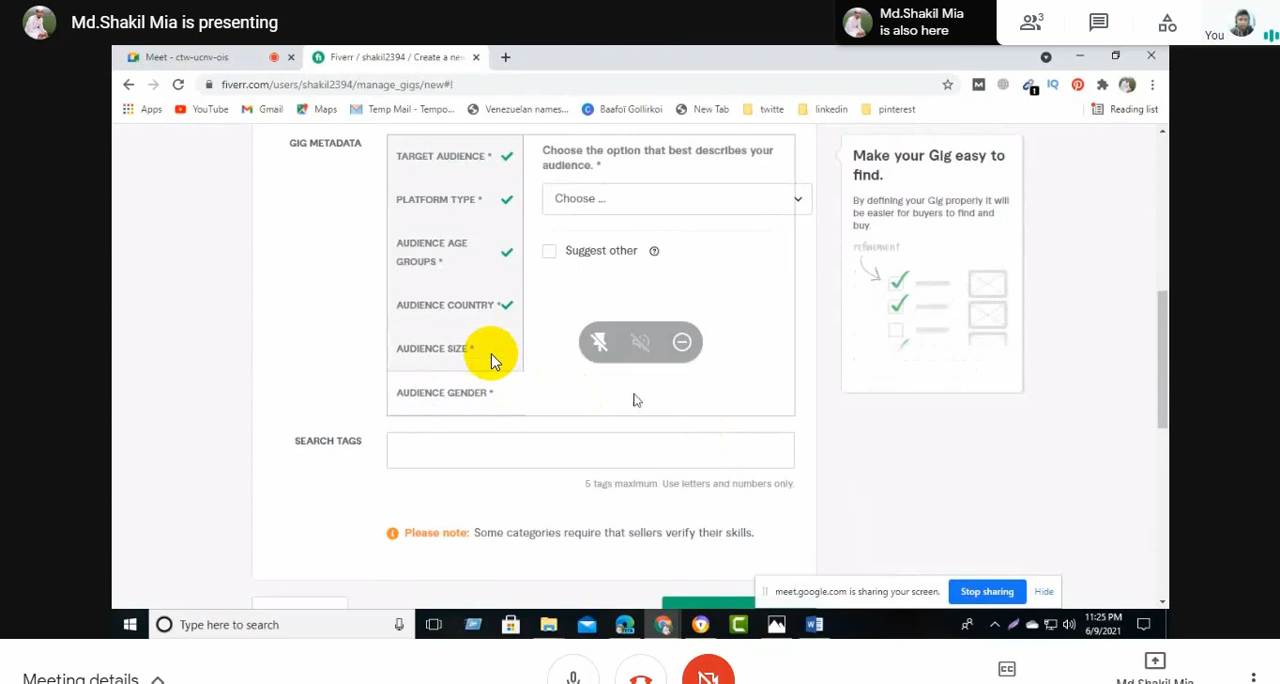 Md.Shakil Mia is presenting
Md.Shakil Mia
is also here
3
You
Meet - ctw-ucnv-ois
Fiverr / shakil2394 / Create a ne
fiverr.com/users/shakil2394/manage_gigs/new#!
M
1
IQ
Apps
YouTube
Gmail
Maps
Temp Mail - Tempo...
Venezuelan names...
Baafoi Gollirkoi
New Tab
twitte
linkedin
pinterest
Reading list
GIG METADATA
TARGET AUDIENCE *
PLATFORM TYPE *
AUDIENCE AGE
GROUPS *
AUDIENCE COUNTRY *
AUDIENCE SIZE *
AUDIENCE GENDER *
Choose the option that best describes your
audience. *
Choose ...
Suggest other
Make your Gig easy to
find.
By defining your Gig properly it will
be easier for buyers to find and
buy.
refinement
SEARCH TAGS
5 tags maximum. Use letters and numbers only.
Please note: Some categories require that sellers verify their skills.
meet.google.com is sharing your screen.
Stop sharing
Hide
Type here to search
11:25 PM
6/9/2021
Meeting details
Md.Shakil Mia